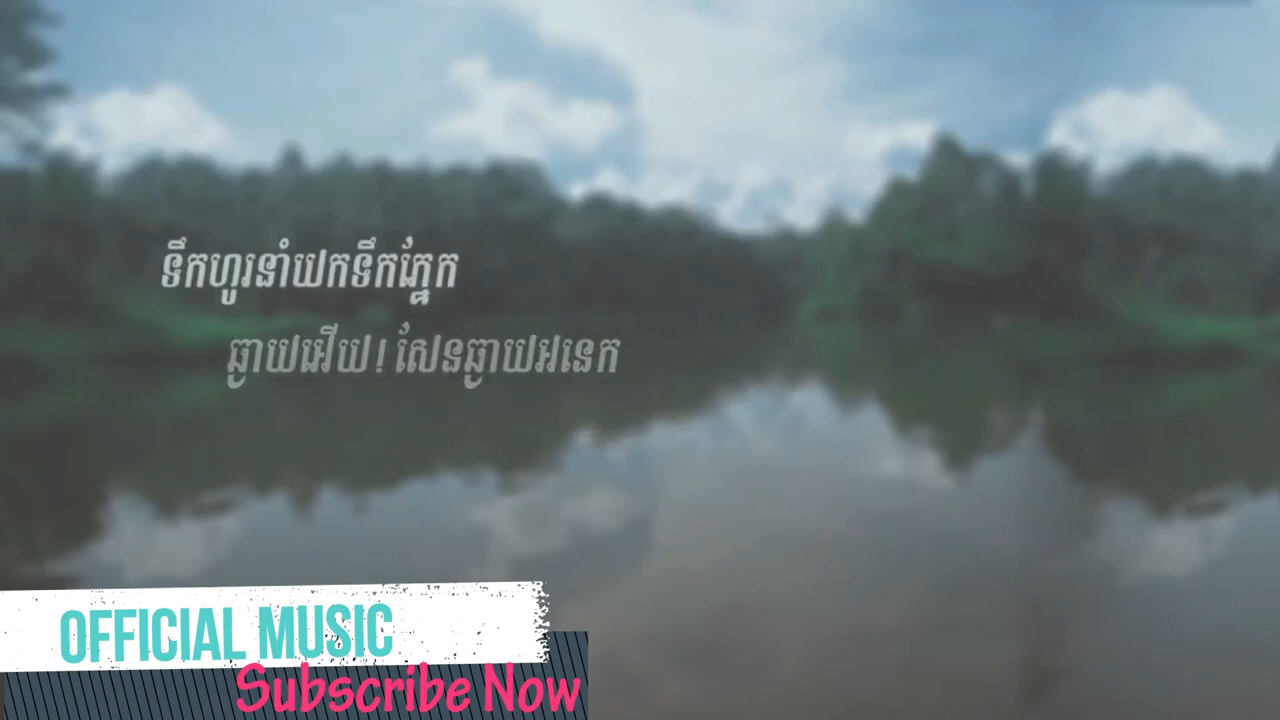 ទឹកហូរនាំយកទឹកភ្នែក
ឆ្ងាយអើយ! សែនឆ្ងាយអនេក
OFFICIAL MUSIC
Subscribe Now